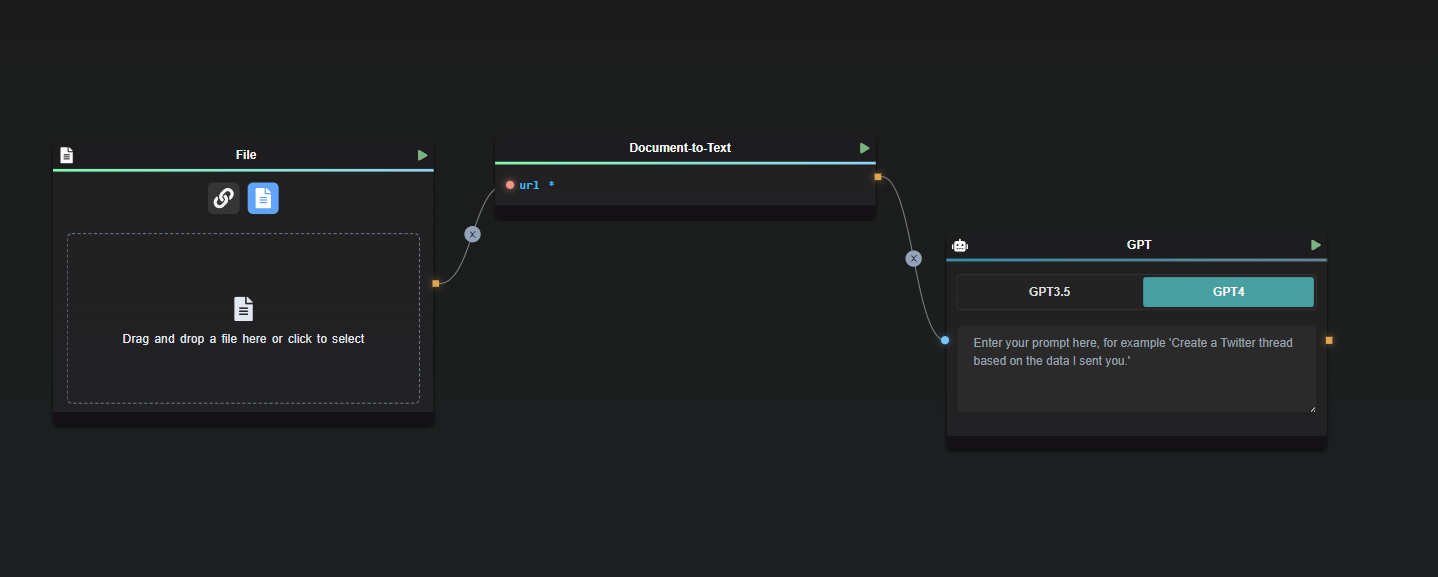 File
Drag and drop a file here or click to select
Document-to-Text
url *
x
x
GPT
GPT3.5
GPT4
Enter your prompt here, for example 'Create a Twitter thread
based on the data I sent you.'